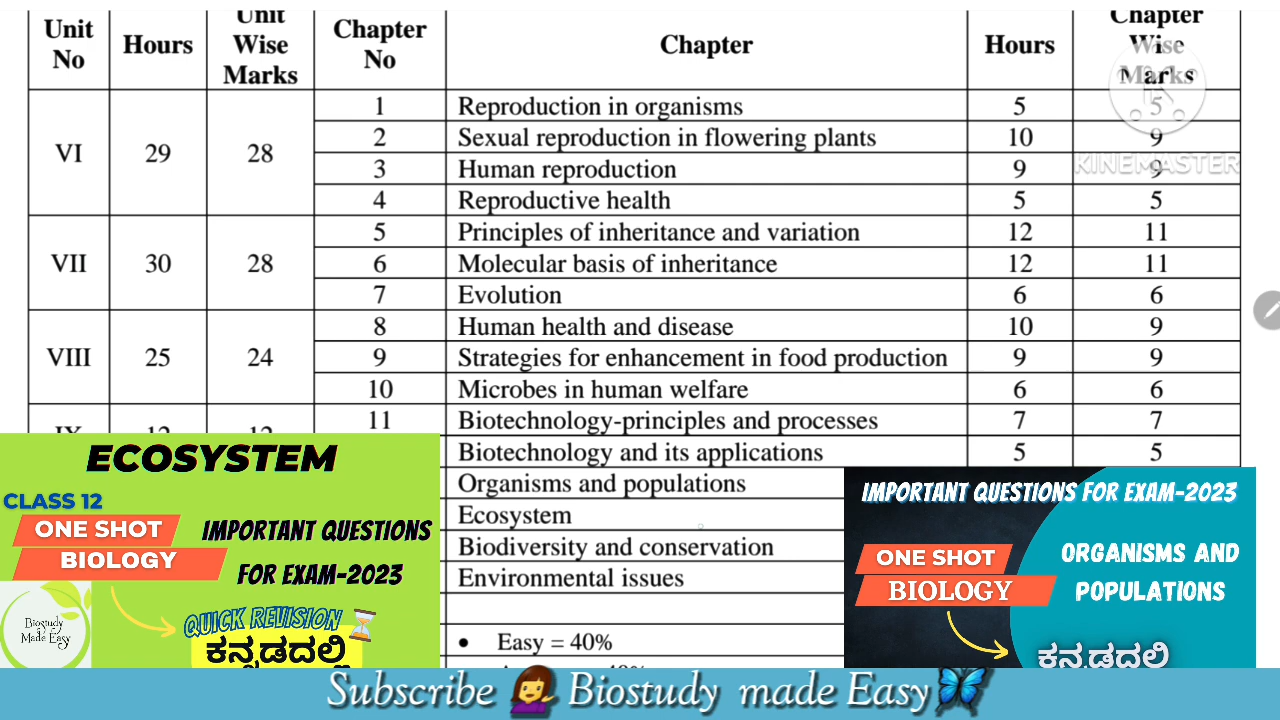 Unit No Hours Unit Wise Marks Chapter No Chapter Hours Chapter Wise Marks
VI 29 28
1 Reproduction in organisms 5 5
2 Sexual reproduction in flowering plants 10 9
3 Human reproduction 9 9
4 Reproductive health 5 5
VII 30 28
5 Principles of inheritance and variation 12 11
6 Molecular basis of inheritance 12 11
7 Evolution 6 6
VIII 25 24
8 Human health and disease 10 9
9 Strategies for enhancement in food production 9 9
10 Microbes in human welfare 6 6
IX 12 12
11 Biotechnology-principles and processes 7 7
Biotechnology and its applications 5 5
Organisms and populations
Ecosystem
Biodiversity and conservation
Environmental issues
• Easy = 40%
KINEMASTER
ECOSYSTEM
CLASS 12
ONE SHOT
BIOLOGY
IMPORTANT QUESTIONS
FOR EXAM-2023
Biostudy
Made Easy
QUICK REVISION
ಕನ್ನಡದಲ್ಲಿ
IMPORTANT QUESTIONS FOR EXAM-2023
ONE SHOT
BIOLOGY
ORGANISMS AND
POPULATIONS
ಕನ್ನಡದಲ್ಲಿ
Subscribe Biostudy made Easy